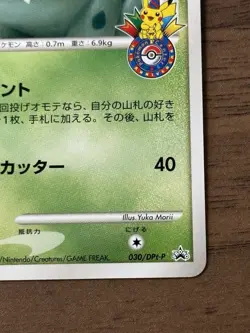 ケモン 高さ：0.7m 重さ：6.9kg
ント
回投げオモテなら、自分の山札の好き
1枚、手札に加える。その後、山札を
カッター 40
Illus. Yuka Morii
抵抗力 にげる
/Nintendo/Creatures/GAME FREAK. 030/DPt-P